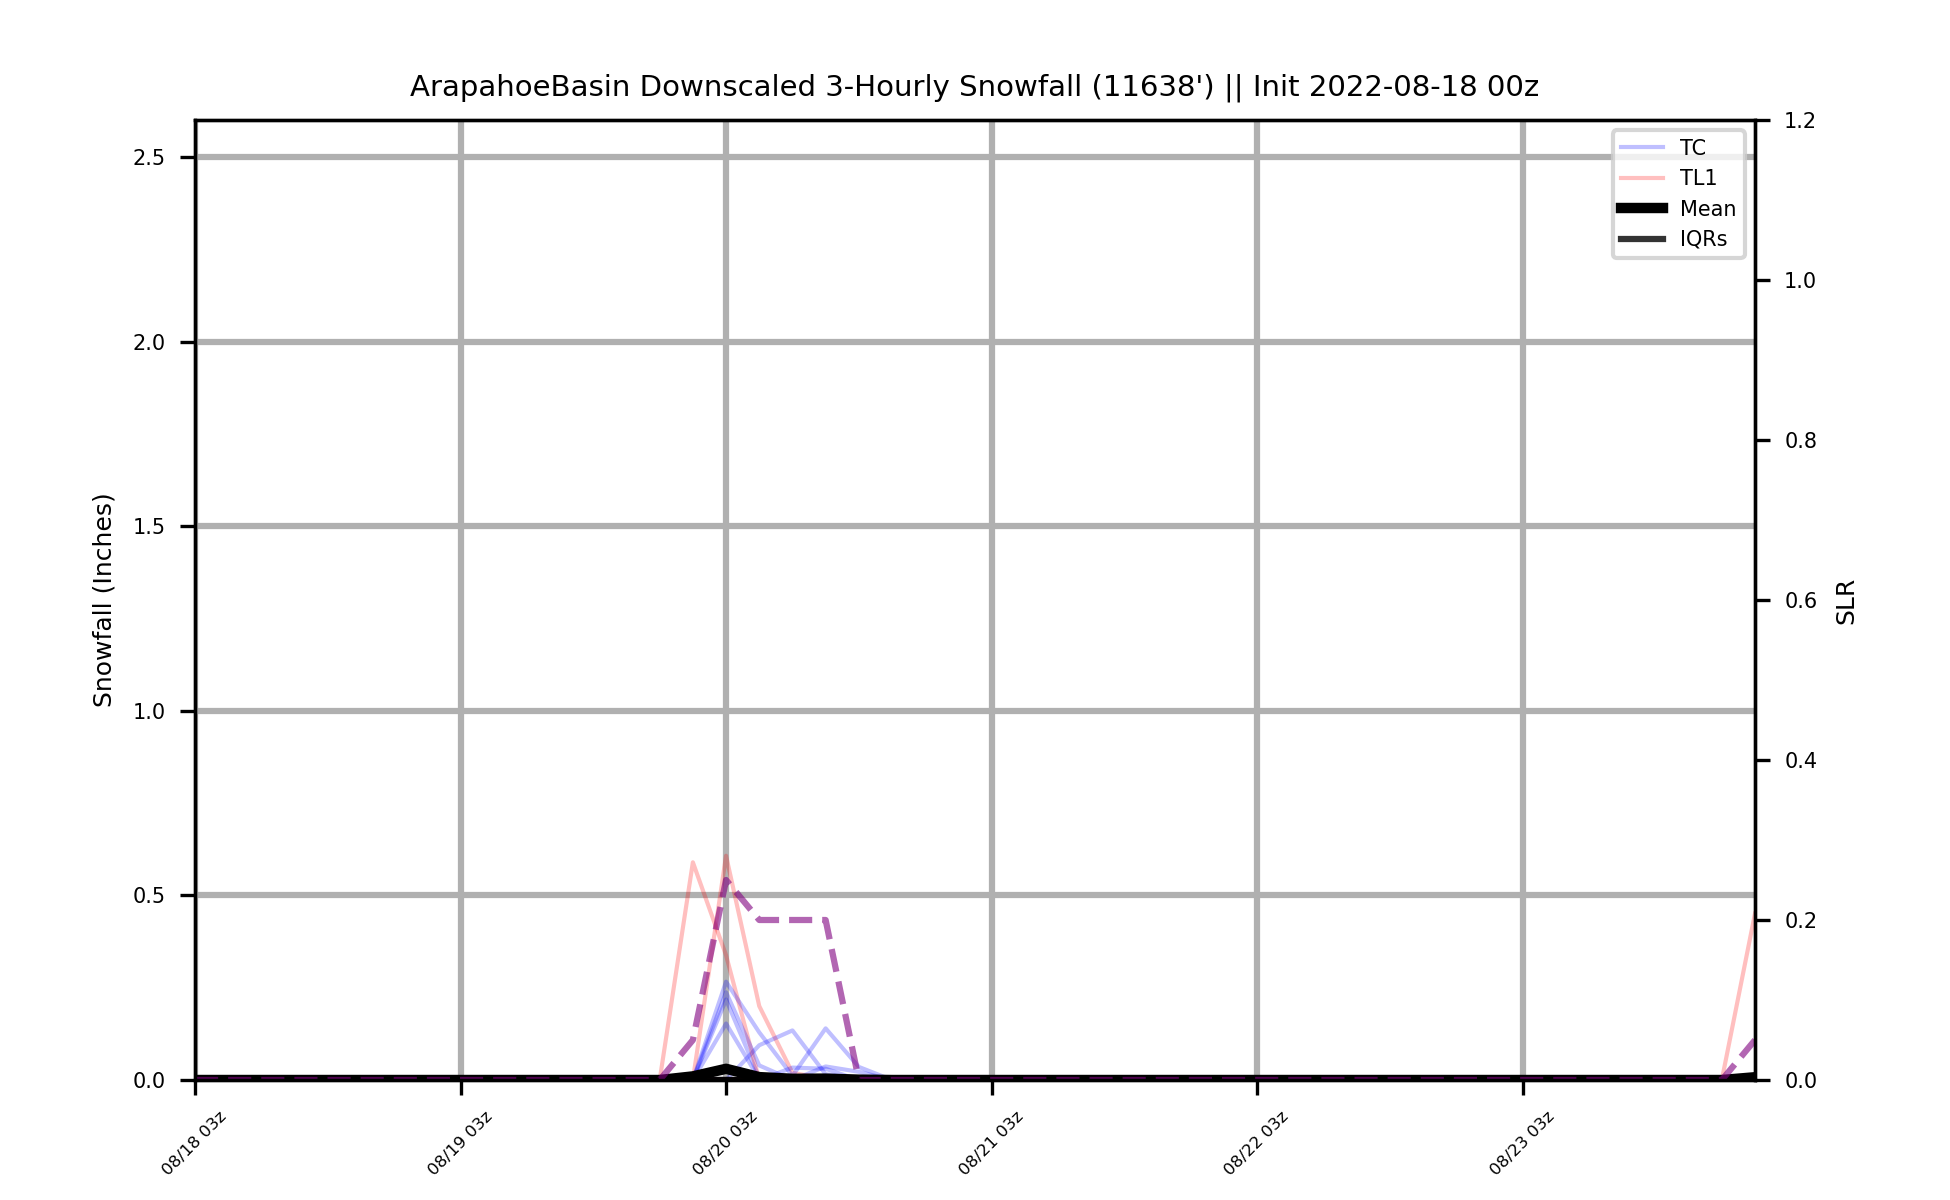 ArapahoeBasin Downscaled 3-Hourly Snowfall (11638') || Init 2022-08-18 00z
TC
TL1
Mean
IQRs
Snowfall (Inches)
2.5
2.0
1.5
1.0
0.5
0.0
1.2
1.0
0.8
0.6
0.4
0.2
0.0
SLR
08/18 03z
08/19 03z
08/20 03z
08/21 03z
08/22 03z
08/23 03z